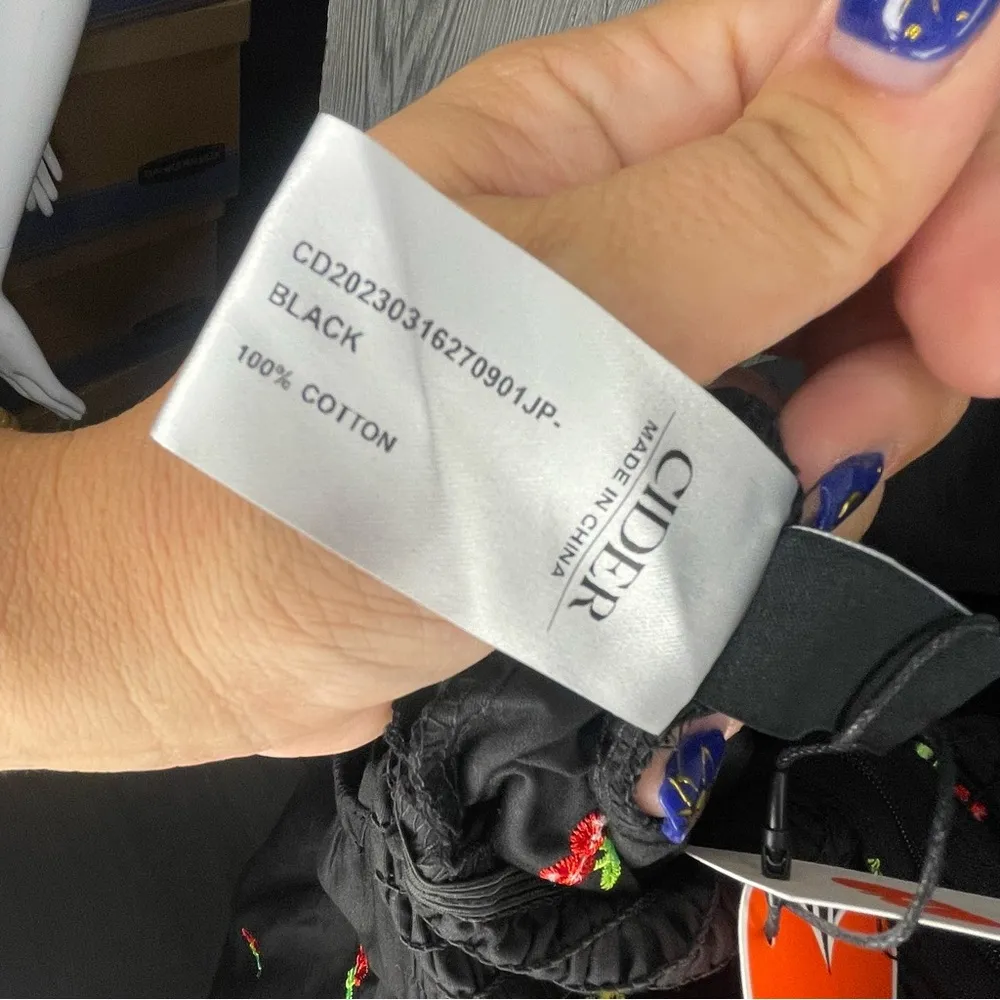 CD20230316270901JP-
BLACK
100% COTTON
CIDER
MADE IN CHINA